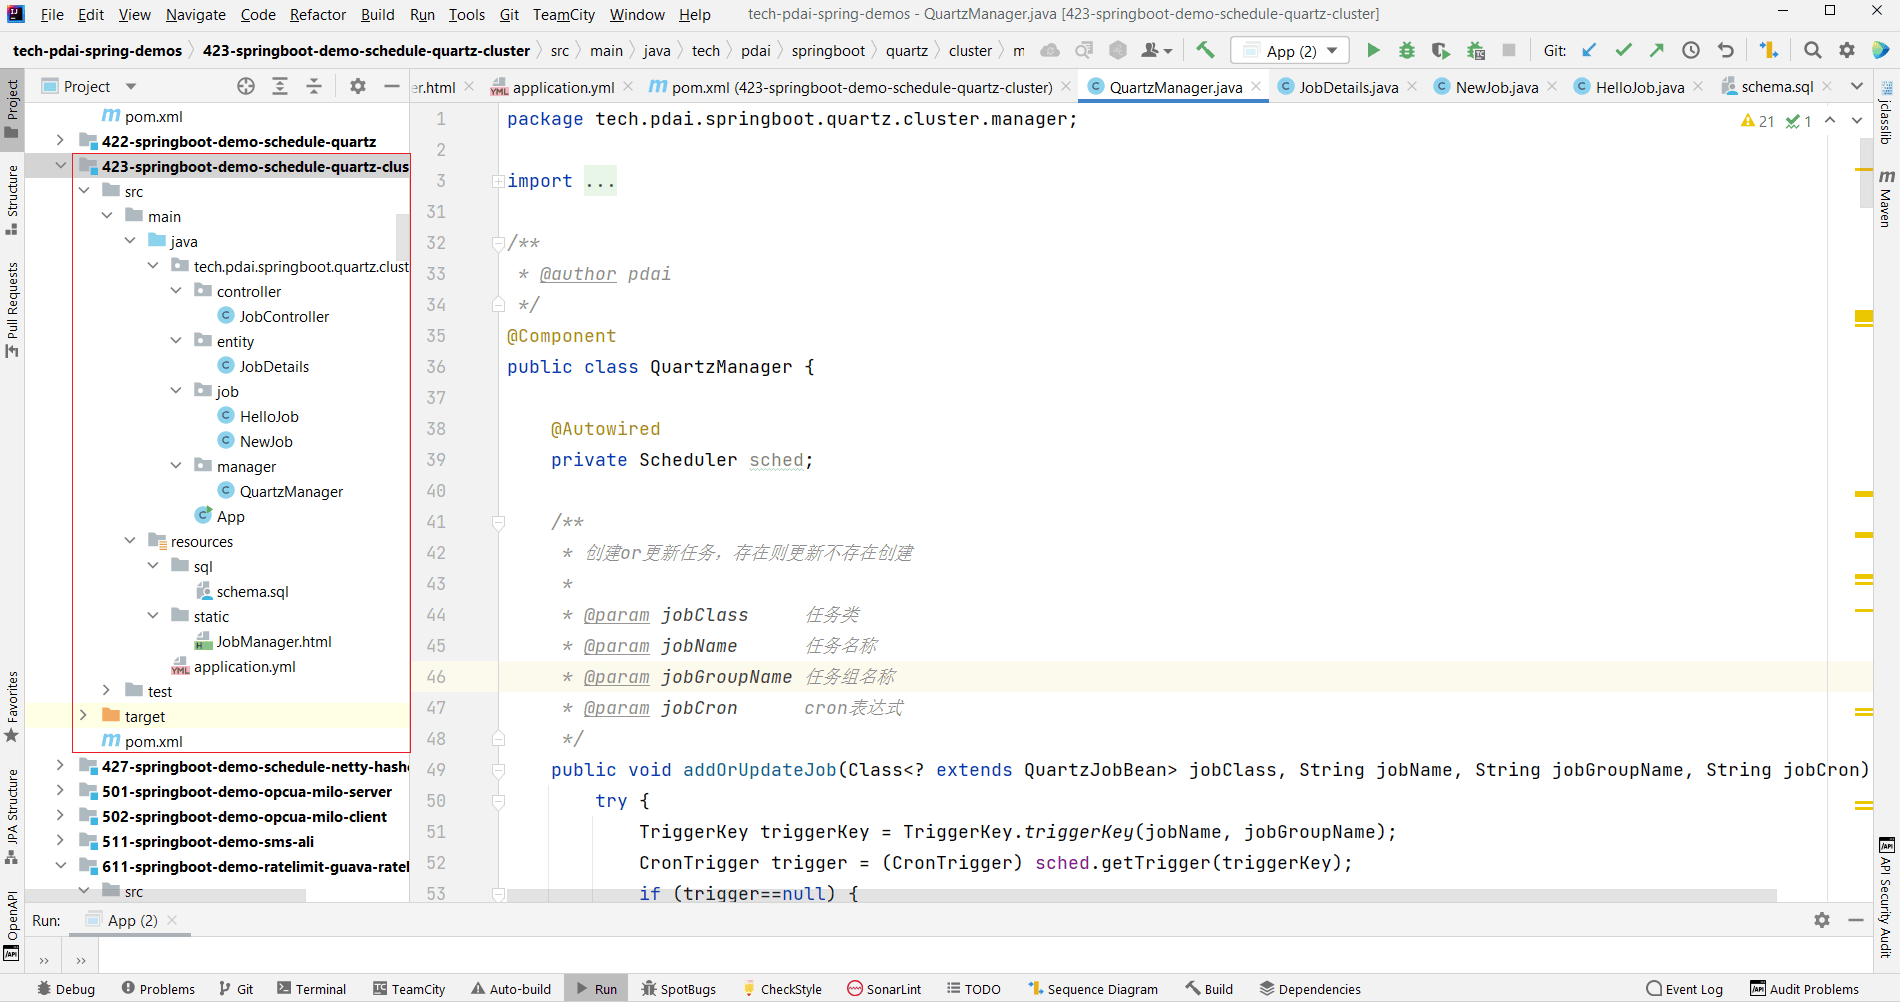 File Edit View Navigate Code Refactor Build Run Tools Git TeamCity Window Help tech-pdai-spring-demos - QuartzManager.java [423-springboot-demo-schedule-quartz-cluster]
tech-pdai-spring-demos 423-springboot-demo-schedule-quartz-cluster src main java tech pdai springboot quartz cluster m App (2) Git:
Project
er.html application.yml pom.xml (423-springboot-demo-schedule-quartz-cluster) QuartzManager.java JobDetails.java NewJob.java HelloJob.java schema.sql
Project
Structure
Pull Requests
Favorites
JPA Structure
OpenAPI
pom.xml
422-springboot-demo-schedule-quartz
423-springboot-demo-schedule-quartz-clus
src
main
java
tech.pdai.springboot.quartz.clust
controller
JobController
entity
JobDetails
job
HelloJob
NewJob
manager
QuartzManager
App
resources
sql
schema.sql
static
JobManager.html
application.yml
test
target
pom.xml
427-springboot-demo-schedule-netty-hash
501-springboot-demo-opcua-milo-server
502-springboot-demo-opcua-milo-client
511-springboot-demo-sms-ali
611-springboot-demo-ratelimit-guava-ratel
src
21 1
1 package tech.pdai.springboot.quartz.cluster.manager;
2
3 import ...
31
32 /**
33 * @author pdai
34 */
35 @Component
36 public class QuartzManager {
37
38 @Autowired
39 private Scheduler sched;
40
41 /**
42 * 创建or更新任务，存在则更新不存在创建
43 *
44 * @param jobClass 任务类
45 * @param jobName 任务名称
46 * @param jobGroupName 任务组名称
47 * @param jobCron cron表达式
48 */
49 public void addOrUpdateJob(Class<? extends QuartzJobBean> jobClass, String jobName, String jobGroupName, String jobCron)
50 try {
51 TriggerKey triggerKey = TriggerKey.triggerKey(jobName, jobGroupName);
52 CronTrigger trigger = (CronTrigger) sched.getTrigger(triggerKey);
53 if (trigger==null) {
jclasslib
Maven
API Security Audit
Run: App (2)
Debug Problems Git Terminal TeamCity Auto-build Run SpotBugs CheckStyle SonarLint TODO Sequence Diagram Build Dependencies Event Log Audit Problems